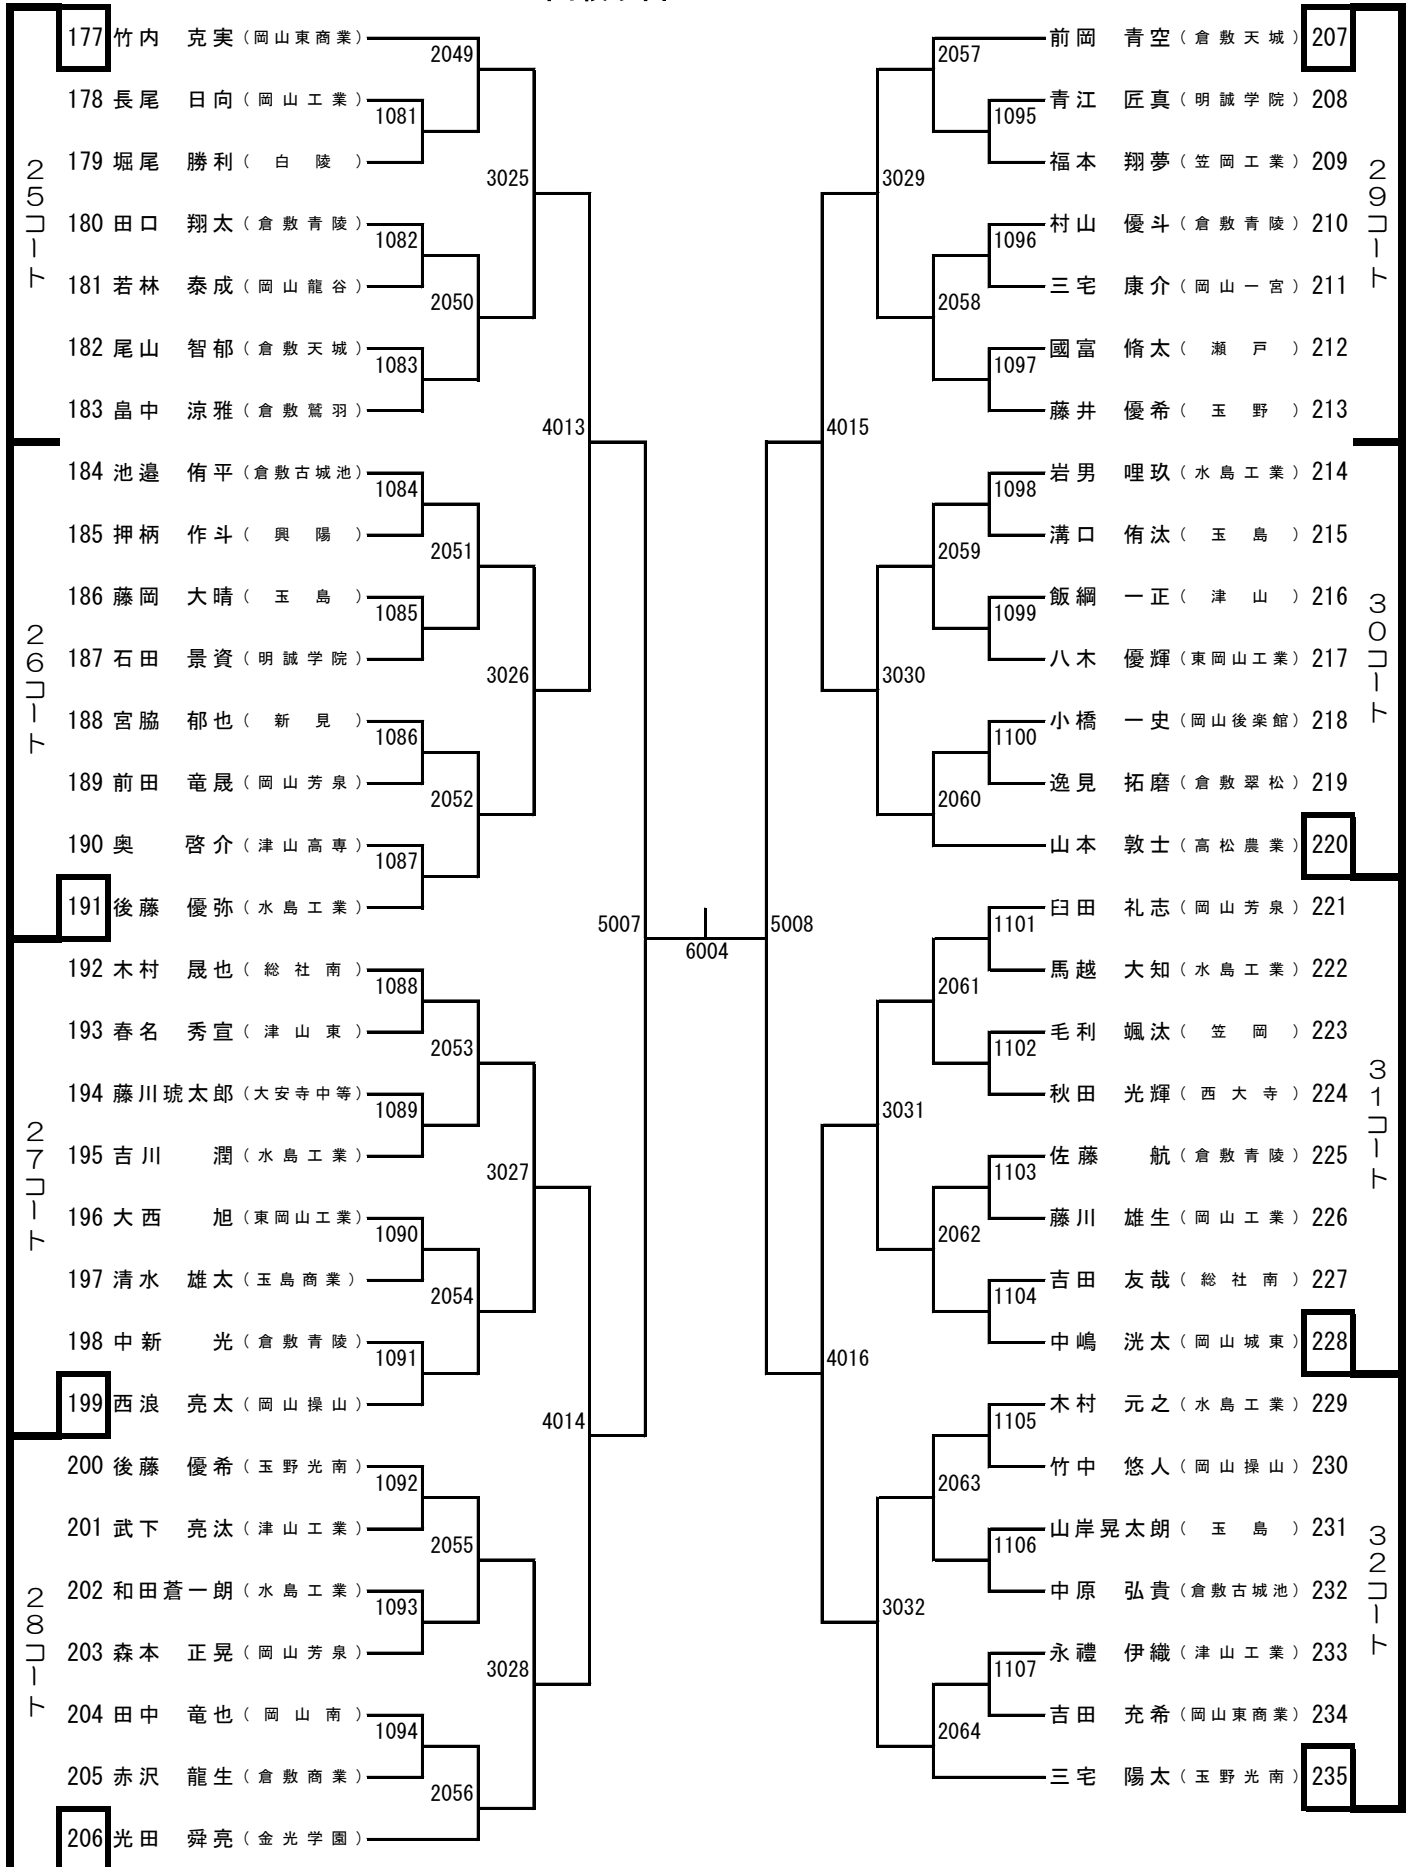 25コート
177 竹内 克実（岡山東商業）
178 長尾 日向（岡山工業）
179 堀尾 勝利（白陵）
180 田口 翔太（倉敷青陵）
181 若林 泰成（岡山龍谷）
182 尾山 智郁（倉敷天城）
183 畠中 涼雅（倉敷鷲羽）
26コート
184 池邉 侑平（倉敷古城池）
185 押柄 作斗（興陽）
186 藤岡 大晴（玉島）
187 石田 景資（明誠学院）
188 宮脇 郁也（新見）
189 前田 竜晟（岡山芳泉）
190 奥 啓介（津山高専）
191 後藤 優弥（水島工業）
27コート
192 木村 晟也（総社南）
193 春名 秀宣（津山東）
194 藤川琥太郎（大安寺中等）
195 吉川 潤（水島工業）
196 大西 旭（東岡山工業）
197 清水 雄太（玉島商業）
198 中新 光（倉敷青陵）
199 西浪 亮太（岡山操山）
28コート
200 後藤 優希（玉野光南）
201 武下 亮汰（津山工業）
202 和田蒼一朗（水島工業）
203 森本 正晃（岡山芳泉）
204 田中 竜也（岡山南）
205 赤沢 龍生（倉敷商業）
206 光田 舜亮（金光学園）
1081
1082
1083
1084
1085
1086
1087
1088
1089
1090
1091
1092
1093
1094
2049
2050
2051
2052
2053
2054
2055
2056
3025
3026
3027
3028
4013
4014
5007
6004
5008
4015
4016
3029
3030
3031
3032
2057
2058
2059
2060
2061
2062
2063
2064
1095
1096
1097
1098
1099
1100
1101
1102
1103
1104
1105
1106
1107
29コート
前岡 青空（倉敷天城）207
青江 匠真（明誠学院）208
福本 翔夢（笠岡工業）209
村山 優斗（倉敷青陵）210
三宅 康介（岡山一宮）211
國富 脩太（瀬戸）212
藤井 優希（玉野）213
30コート
岩男 哩玖（水島工業）214
溝口 侑汰（玉島）215
飯綱 一正（津山）216
八木 優輝（東岡山工業）217
小橋 一史（岡山後楽館）218
逸見 拓磨（倉敷翠松）219
山本 敦士（高松農業）220
31コート
臼田 礼志（岡山芳泉）221
馬越 大知（水島工業）222
毛利 颯汰（笠岡）223
秋田 光輝（西大寺）224
佐藤 航（倉敷青陵）225
藤川 雄生（岡山工業）226
吉田 友哉（総社南）227
中嶋 洸太（岡山城東）228
32コート
木村 元之（水島工業）229
竹中 悠人（岡山操山）230
山岸晃太朗（玉島）231
中原 弘貴（倉敷古城池）232
永禮 伊織（津山工業）233
吉田 充希（岡山東商業）234
三宅 陽太（玉野光南）235